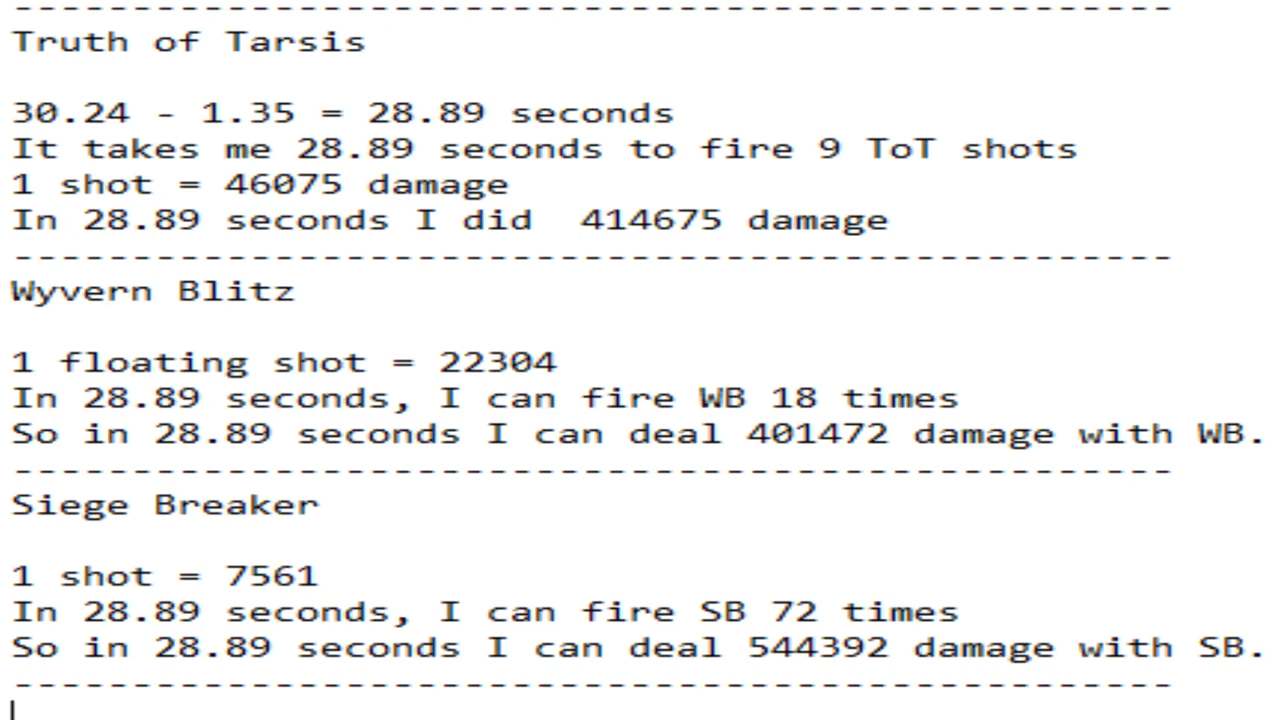 --------------------------------------------------
Truth of Tarsis
30.24 - 1.35 = 28.89 seconds
It takes me 28.89 seconds to fire 9 ToT shots
1 shot = 46075 damage
In 28.89 seconds I did  414675 damage
--------------------------------------------------
Wyvern Blitz
1 floating shot = 22304
In 28.89 seconds, I can fire WB 18 times
So in 28.89 seconds I can deal 401472 damage with WB.
--------------------------------------------------
Siege Breaker
1 shot = 7561
In 28.89 seconds, I can fire SB 72 times
So in 28.89 seconds I can deal 544392 damage with SB.
--------------------------------------------------